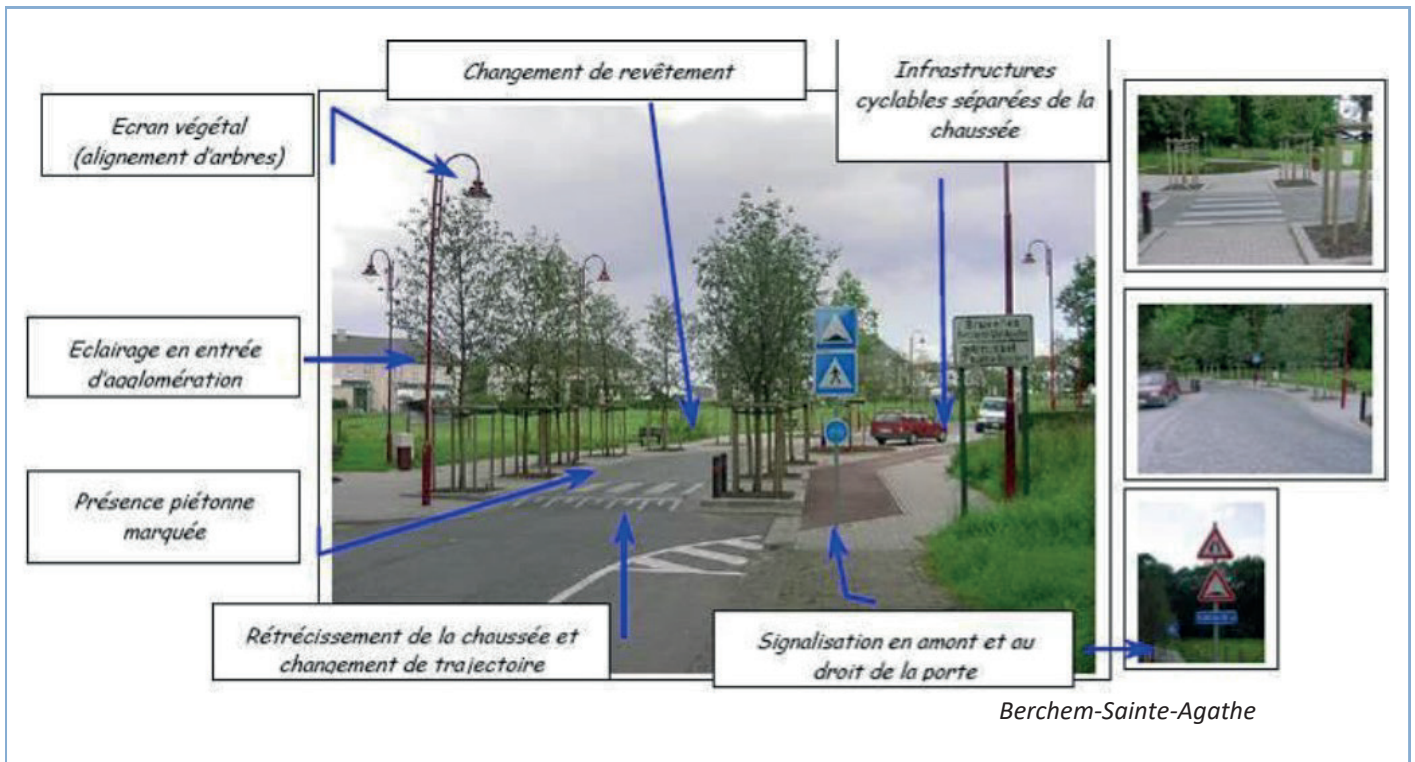 Changement de revêtement
Infrastructures
cyclables séparées de la
chaussée
Ecran végétal
(alignement d'arbres)
Eclairage en entrée
d'agglomération
Présence piétonne
marquée
Rétrécissement de la chaussée et
changement de trajectoire
Signalisation en amont et au
droit de la porte
Bruxelles
Berchem-Sainte-Agathe